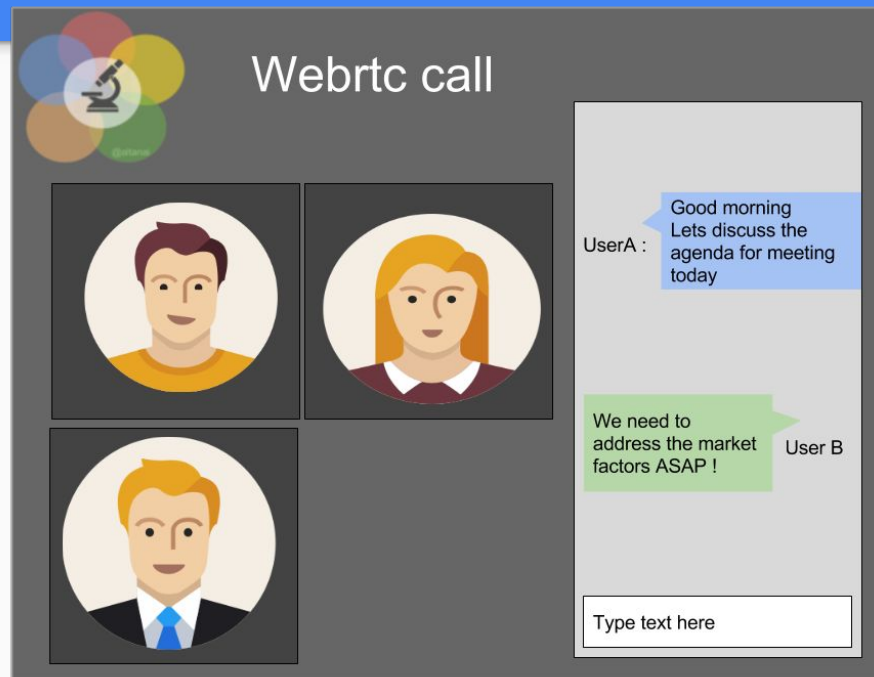 Webrtc call
@altanai
UserA :
Good morning
Lets discuss the
agenda for meeting
today
We need to
address the market
factors ASAP !
User B
Type text here